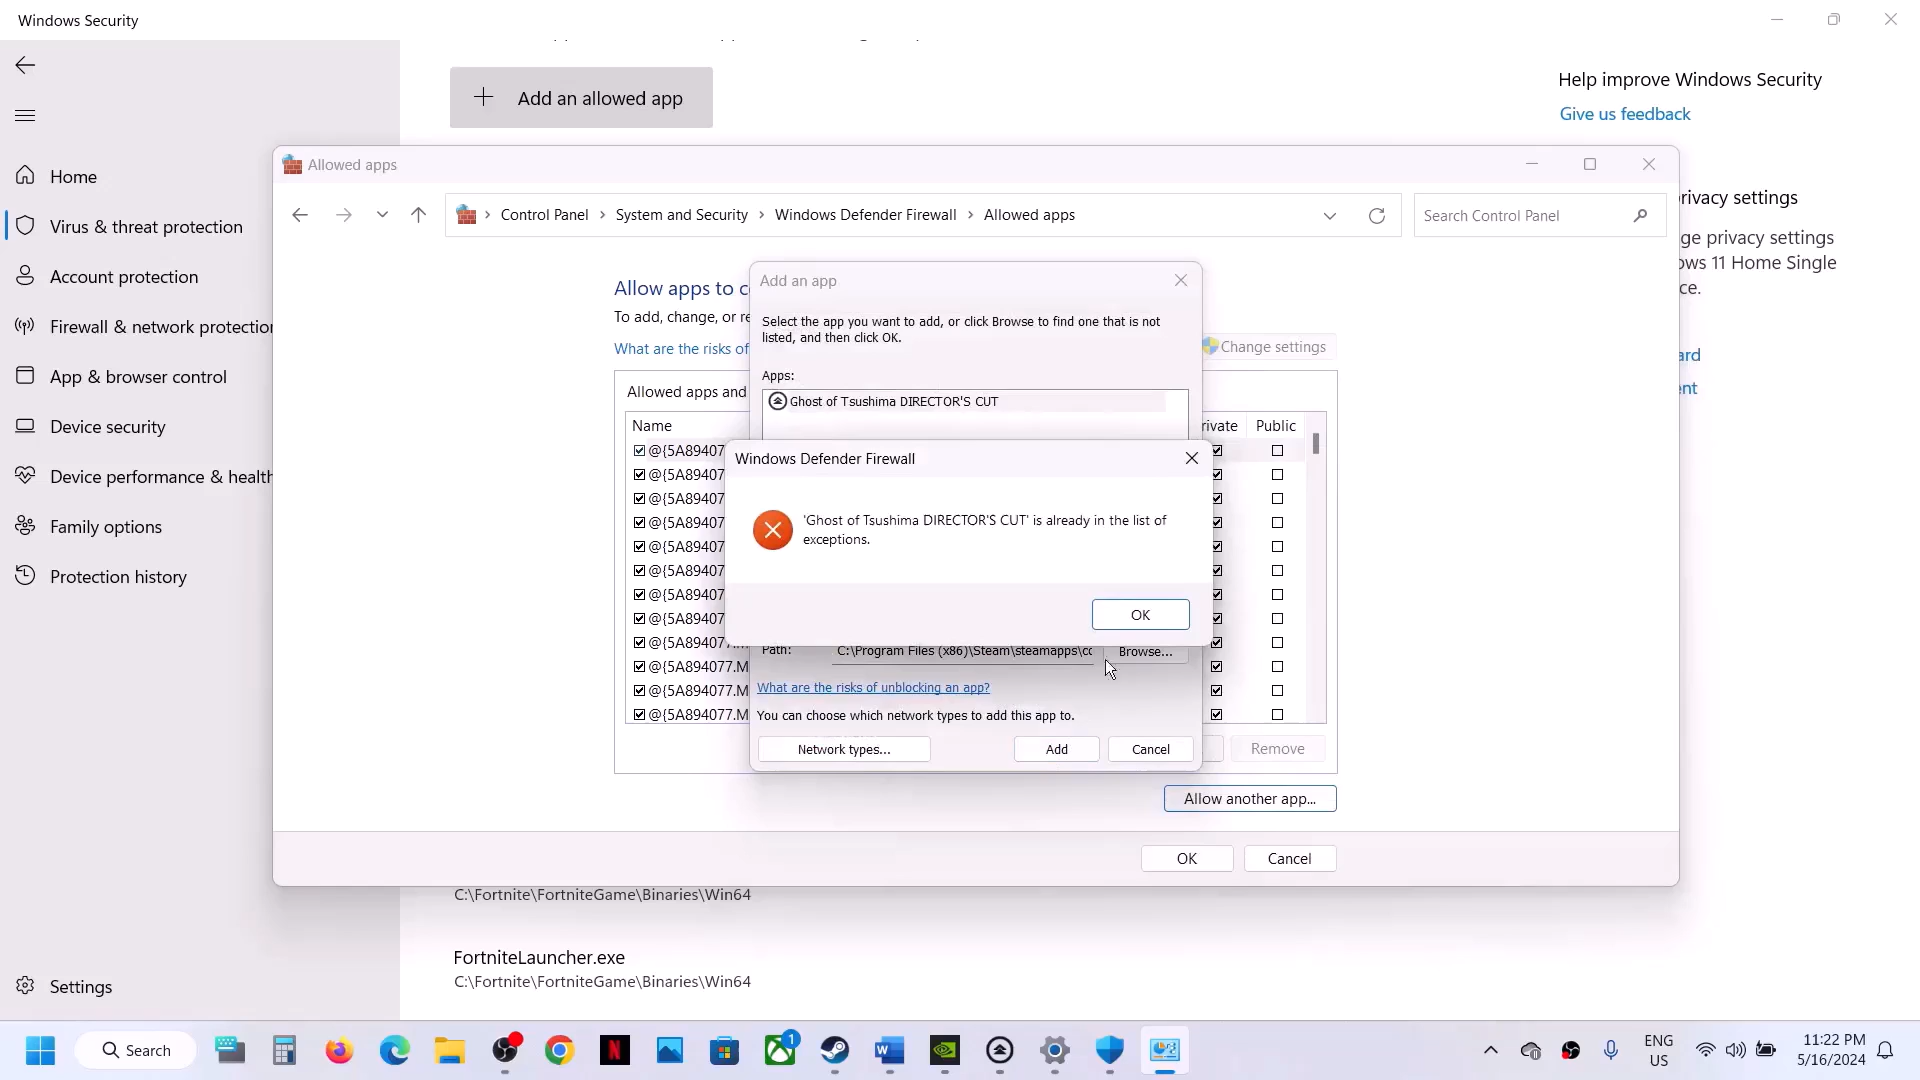 Windows Security
Add an allowed app
Help improve Windows Security
Give us feedback
Home
Virus & threat protection
Account protection
Firewall & network protection
App & browser control
Device security
Device performance & health
Family options
Protection history
Settings
rivacy settings
ge privacy settings
ows 11 Home Single
ce.
ard
ent
Allowed apps
Control Panel > System and Security > Windows Defender Firewall > Allowed apps
Search Control Panel
Allow apps to c
To add, change, or re
What are the risks of
Change settings
Allowed apps and
Name
rivate Public
@{5A89407
@{5A89407
@{5A89407
@{5A89407
@{5A89407
@{5A89407
@{5A89407
@{5A89407
@{5A894077.M
@{5A894077.M
@{5A894077.M
Remove
Allow another app...
OK Cancel
Add an app
Select the app you want to add, or click Browse to find one that is not
listed, and then click OK.
Apps:
Ghost of Tsushima DIRECTOR'S CUT
Windows Defender Firewall
'Ghost of Tsushima DIRECTOR'S CUT' is already in the list of
exceptions.
OK
Path: C:\Program Files (x86)\Steam\steamapps\cc Browse...
What are the risks of unblocking an app?
You can choose which network types to add this app to.
Network types... Add Cancel
C:\Fortnite\FortniteGame\Binaries\Win64
FortniteLauncher.exe
C:\Fortnite\FortniteGame\Binaries\Win64
Search
1
ENG
US
11:22 PM
5/16/2024